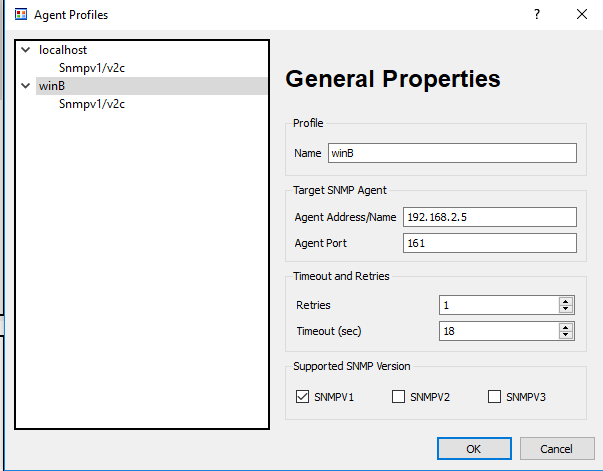 Agent Profiles
?
localhost
Snmpv1/v2c
winB
Snmpv1/v2c
General Properties
Profile
Name winB
Target SNMP Agent
Agent Address/Name 192.168.2.5
Agent Port 161
Timeout and Retries
Retries 1
Timeout (sec) 18
Supported SNMP Version
SNMPV1 SNMPV2 SNMPV3
OK Cancel